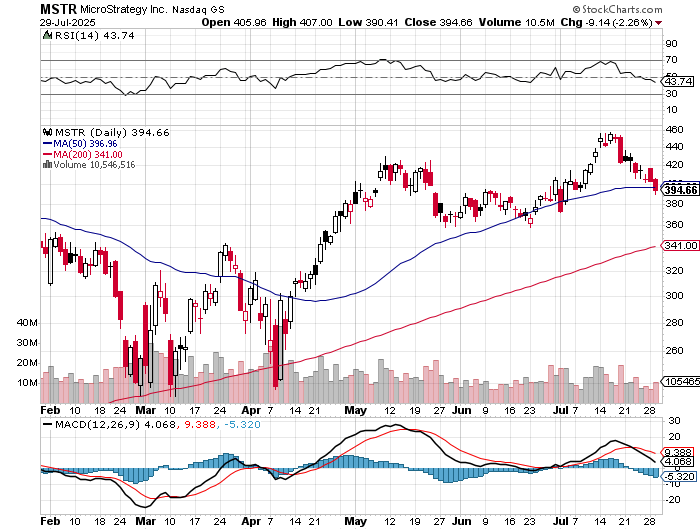 MSTR MicroStrategy Inc. Nasdaq GS © StockCharts.com
29-Jul-2025 Open 405.96 High 407.00 Low 390.41 Close 394.66 Volume 10.5M Chg -9.14 (-2.26%)
RSI(14) 43.74
90
70
50
43.74
30
10
MSTR (Daily) 394.66
MA(50) 396.96
MA(200) 341.00
Volume 10,546,516
460
440
420
394.66
380
360
341.00
320
300
280
260
40M
30M
20M
10M
105465
Feb 10 18 24 Mar 10 17 24 Apr 7 14 21 May 12 19 27 Jun 9 16 23 Jul 7 14 21 28
MACD(12,26,9) 4.068, 9.388, -5.320
30
20
9.388
4.068
-5.320
-10
-20
Feb 10 18 24 Mar 10 17 24 Apr 7 14 21 May 12 19 27 Jun 9 16 23 Jul 7 14 21 28